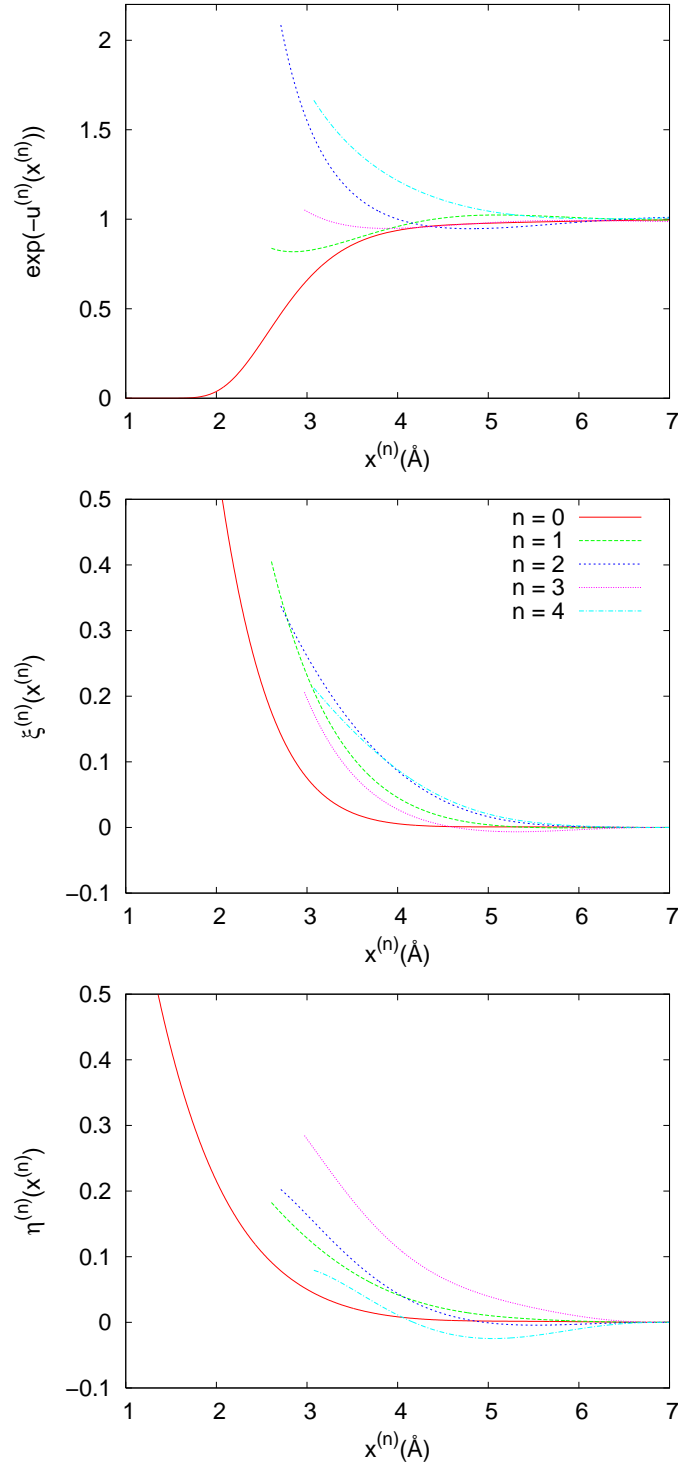 exp(−u⁽ⁿ⁾(x⁽ⁿ⁾))
2
1.5
1
0.5
0
1 2 3 4 5 6 7
x⁽ⁿ⁾(Å)
ξ⁽ⁿ⁾(x⁽ⁿ⁾)
0.5
0.4
0.3
0.2
0.1
0
−0.1
n = 0
n = 1
n = 2
n = 3
n = 4
1 2 3 4 5 6 7
x⁽ⁿ⁾(Å)
η⁽ⁿ⁾(x⁽ⁿ⁾)
0.5
0.4
0.3
0.2
0.1
0
−0.1
1 2 3 4 5 6 7
x⁽ⁿ⁾(Å)